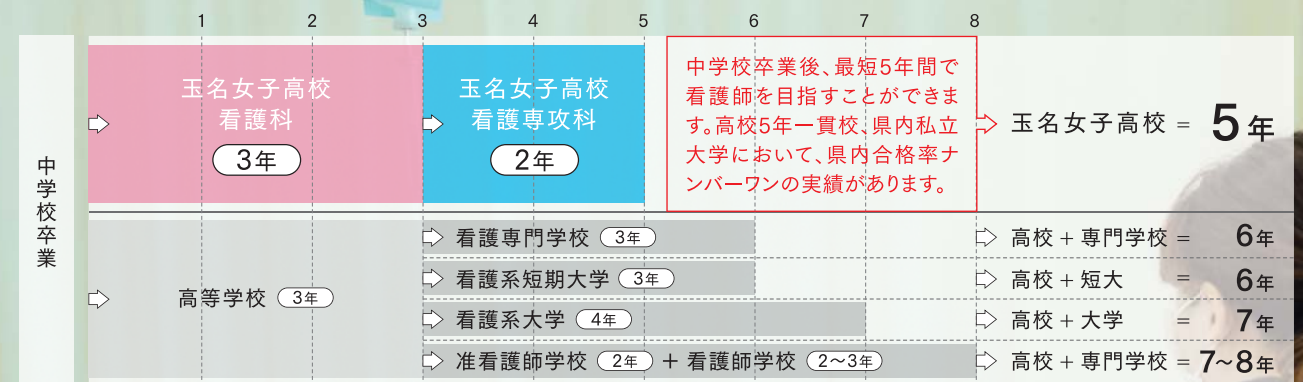 1 2 3 4 5 6 7 8
中学校卒業
玉名女子高校
看護科
3年
玉名女子高校
看護専攻科
2年
中学校卒業後、最短5年間で
看護師を目指すことができま
す。高校5年一貫校、県内私立
大学において、県内合格率ナ
ンバーワンの実績があります。
玉名女子高校 = 5年
高等学校 3年
看護専門学校 3年
高校 + 専門学校 = 6年
看護系短期大学 3年
高校 + 短大 = 6年
看護系大学 4年
高校 + 大学 = 7年
准看護師学校 2年 + 看護師学校 2〜3年
高校 + 専門学校 = 7〜8年